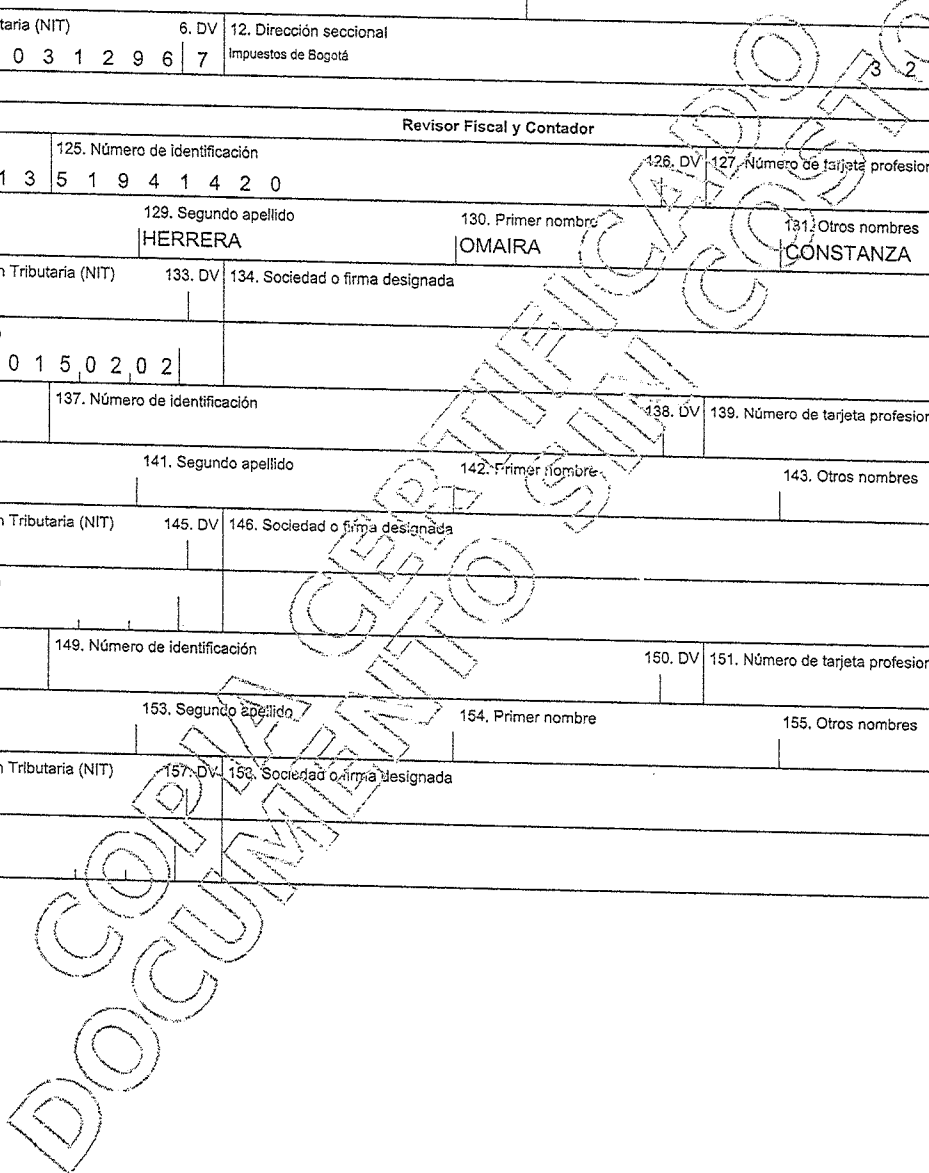 taria (NIT) 6. DV 12. Dirección seccional
0 3 1 2 9 6 7 Impuestos de Bogotá 3 2
Revisor Fiscal y Contador
125. Número de identificación 126. DV 127. Número de tarjeta profesion
1 3 5 1 9 4 1 4 2 0
129. Segundo apellido 130. Primer nombre 131. Otros nombres
HERRERA OMAIRA CONSTANZA
n Tributaria (NIT) 133. DV 134. Sociedad o firma designada
0 1 5 0 2 0 2
137. Número de identificación 138. DV 139. Número de tarjeta profesion
141. Segundo apellido 142. Primer nombre 143. Otros nombres
n Tributaria (NIT) 145. DV 146. Sociedad o firma designada
149. Número de identificación 150. DV 151. Número de tarjeta profesion
153. Segundo apellido 154. Primer nombre 155. Otros nombres
n Tributaria (NIT) 157. DV 158. Sociedad o firma designada
COPIA CERTIFICADO
DOCUMENTO SIN COSTO